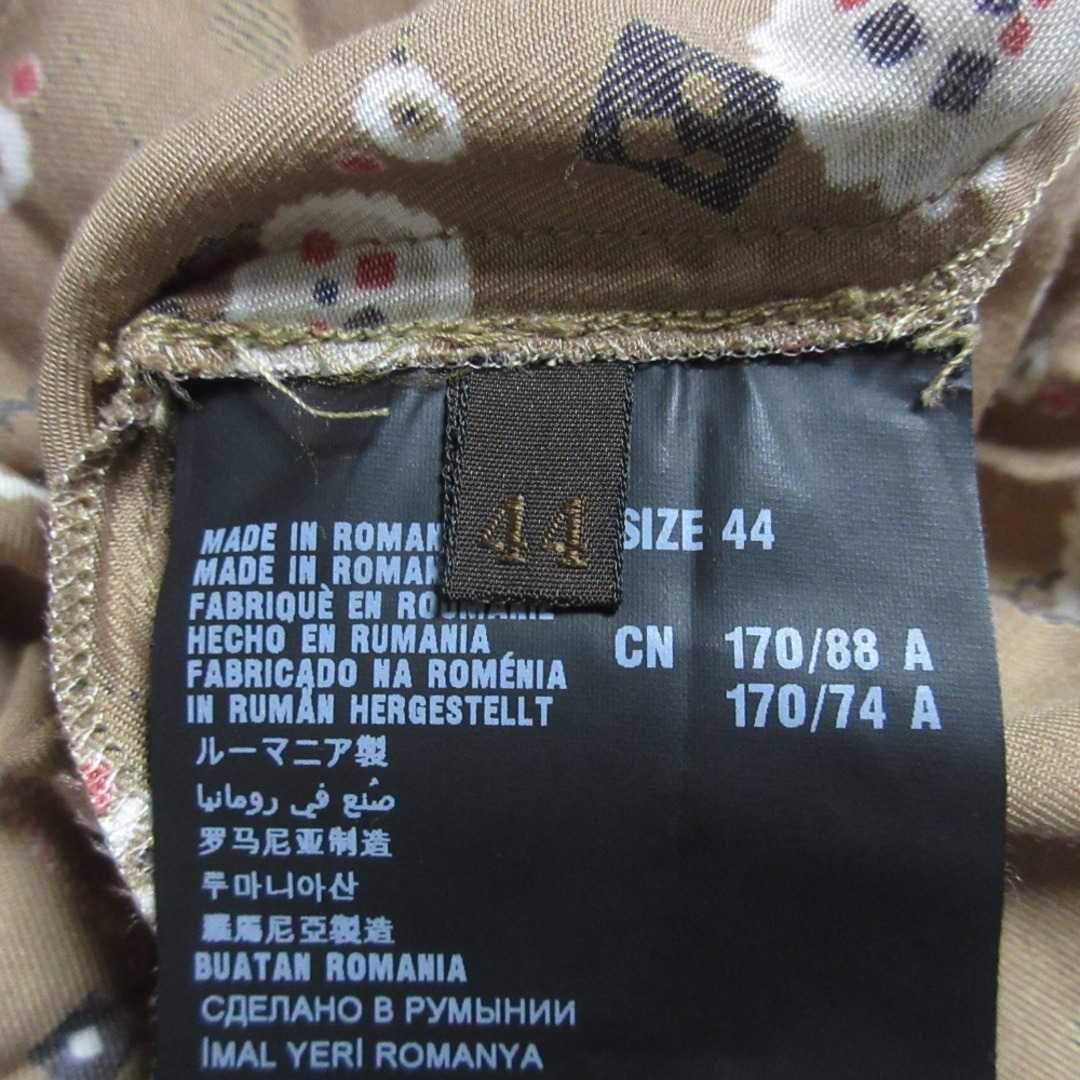 44
MADE IN ROMAN
MADE IN ROMAN
FABRIQUÈ EN ROUMANIE
HECHO EN RUMANIA
FABRICADO NA ROMÉNIA
IN RUMÄN HERGESTELLT
ルーマニア製
صُنع في رومانيا
罗马尼亚制造
루마니아산
羅馬尼亞製造
BUATAN ROMANIA
СДЕЛАНО В РУМЫНИИ
İMAL YERİ ROMANYA
SIZE 44
CN 170/88 A
170/74 A